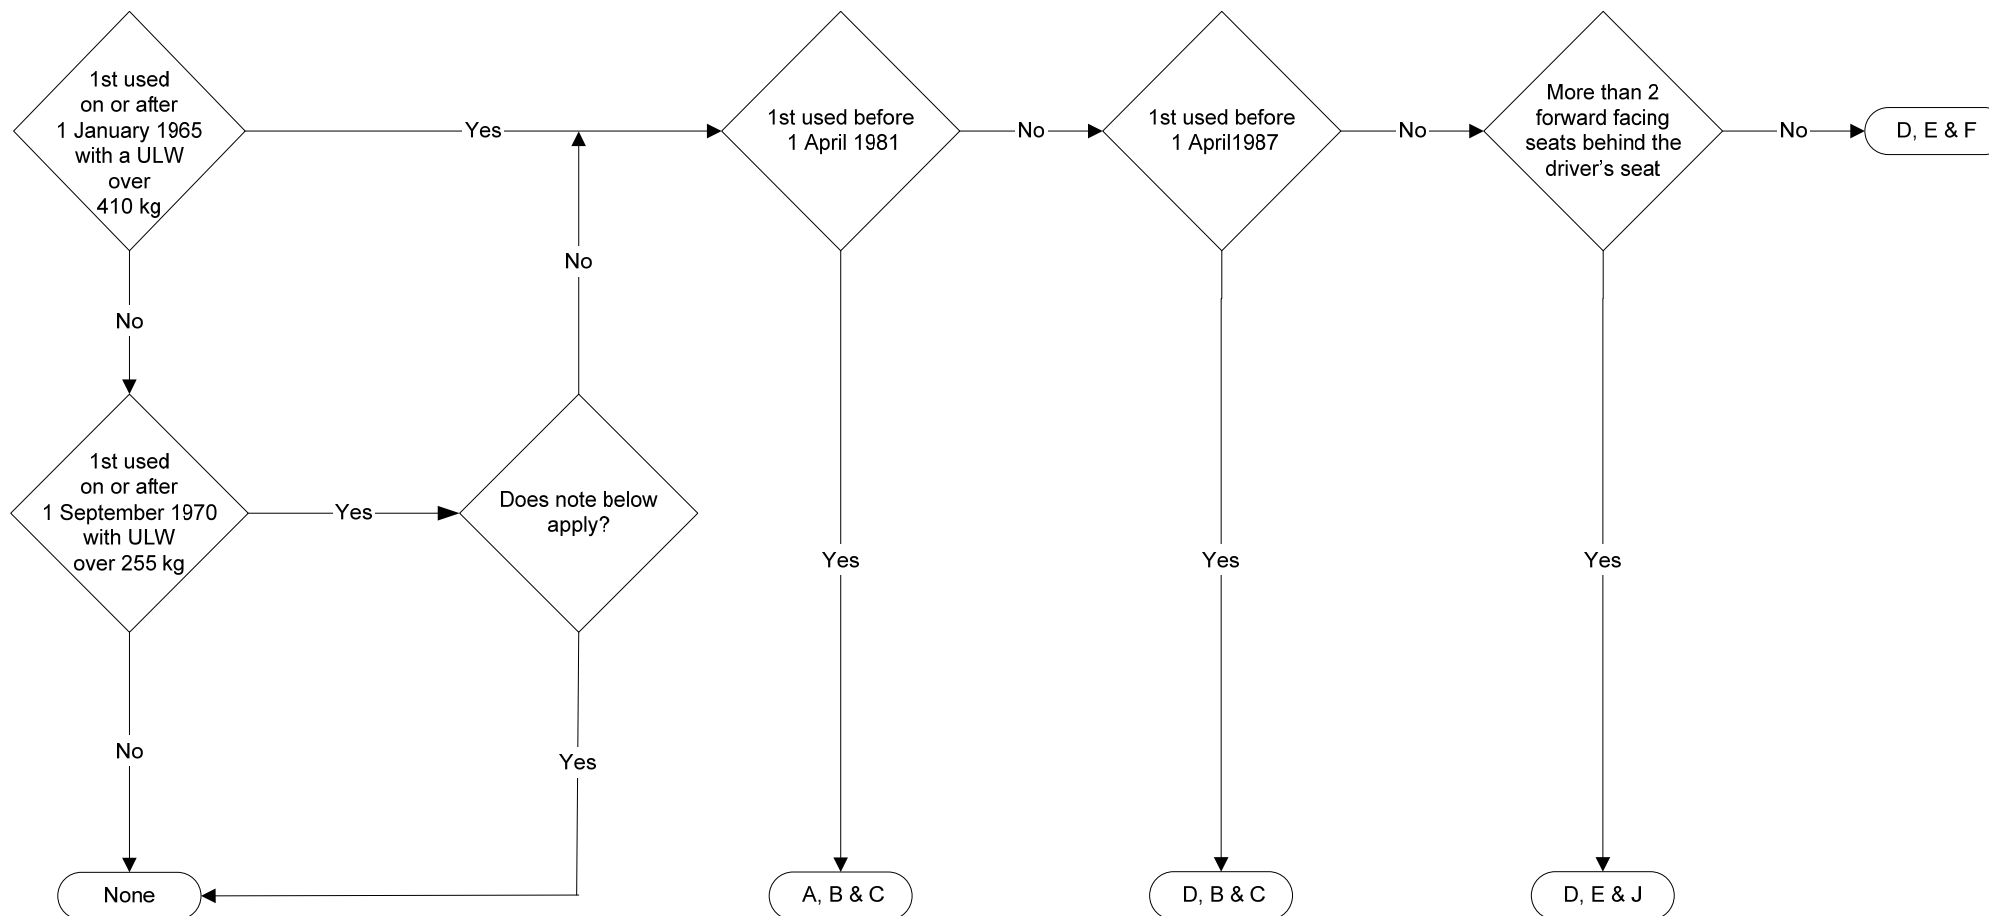 1st used
on or after
1 January 1965
with a ULW
over
410 kg
Yes
1st used before
1 April 1981
No
1st used before
1 April1987
No
More than 2
forward facing
seats behind the
driver's seat
No
D, E & F
No
No
1st used
on or after
1 September 1970
with ULW
over 255 kg
Yes
Does note below
apply?
Yes
Yes
Yes
No
Yes
None
A, B & C
D, B & C
D, E & J